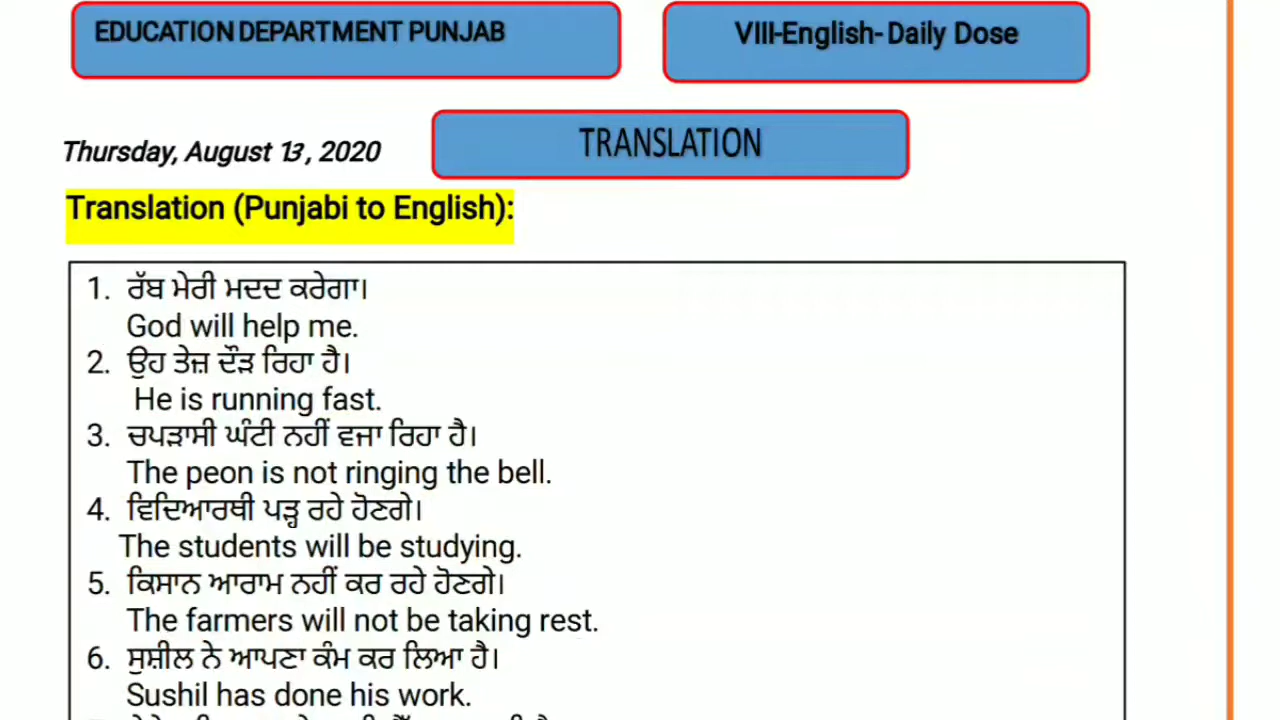 EDUCATION DEPARTMENT PUNJAB
VIII-English- Daily Dose
Thursday, August 13, 2020
TRANSLATION
Translation (Punjabi to English):
1. ਰੱਬ ਮੇਰੀ ਮਦਦ ਕਰੇਗਾ।
God will help me.
2. ਉਹ ਤੇਜ਼ ਦੌੜ ਰਿਹਾ ਹੈ।
He is running fast.
3. ਚਪੜਾਸੀ ਘੰਟੀ ਨਹੀਂ ਵਜਾ ਰਿਹਾ ਹੈ।
The peon is not ringing the bell.
4. ਵਿਦਿਆਰਥੀ ਪੜ੍ਹ ਰਹੇ ਹੋਣਗੇ।
The students will be studying.
5. ਕਿਸਾਨ ਆਰਾਮ ਨਹੀਂ ਕਰ ਰਹੇ ਹੋਣਗੇ।
The farmers will not be taking rest.
6. ਸੁਸ਼ੀਲ ਨੇ ਆਪਣਾ ਕੰਮ ਕਰ ਲਿਆ ਹੈ।
Sushil has done his work.